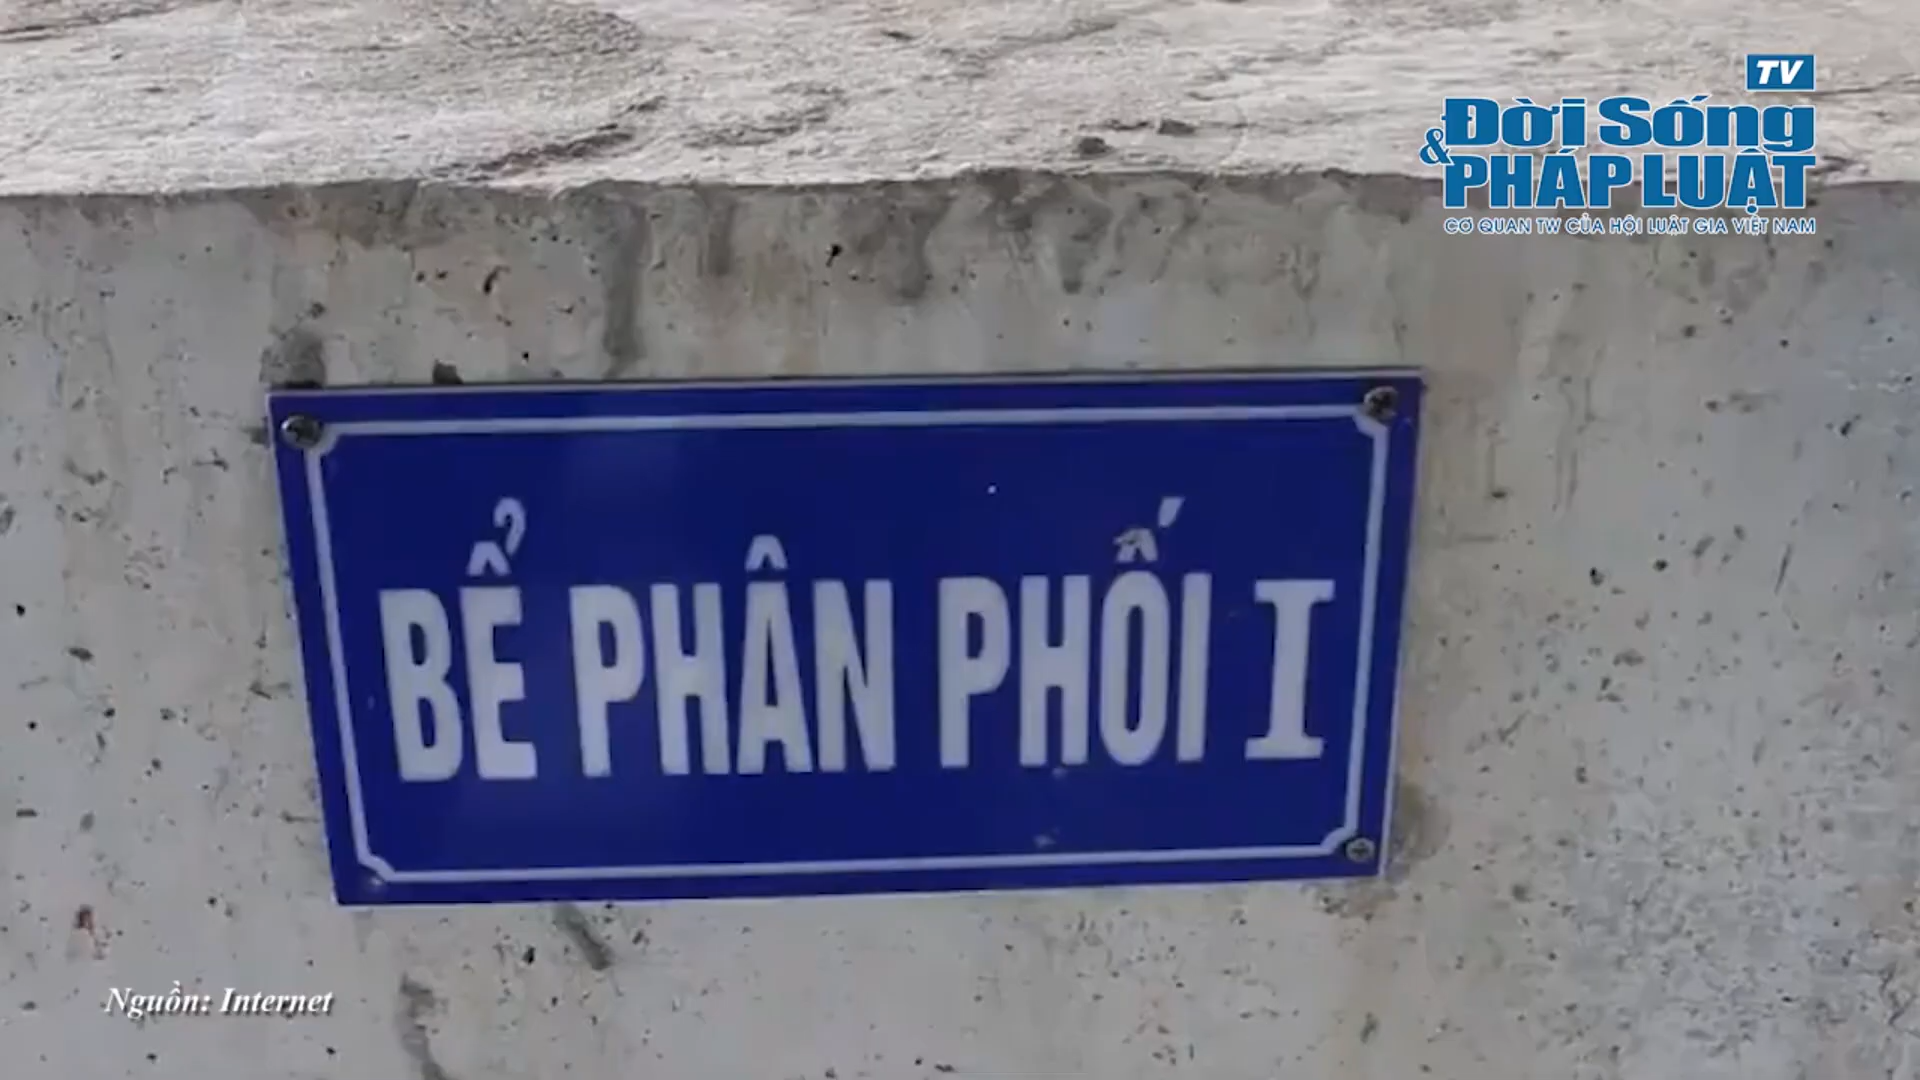 TV
Đời Sống
& PHÁP LUẬT
CƠ QUAN TW CỦA HỘI LUẬT GIA VIỆT NAM
BỂ PHÂN PHỐI I
Nguồn: Internet